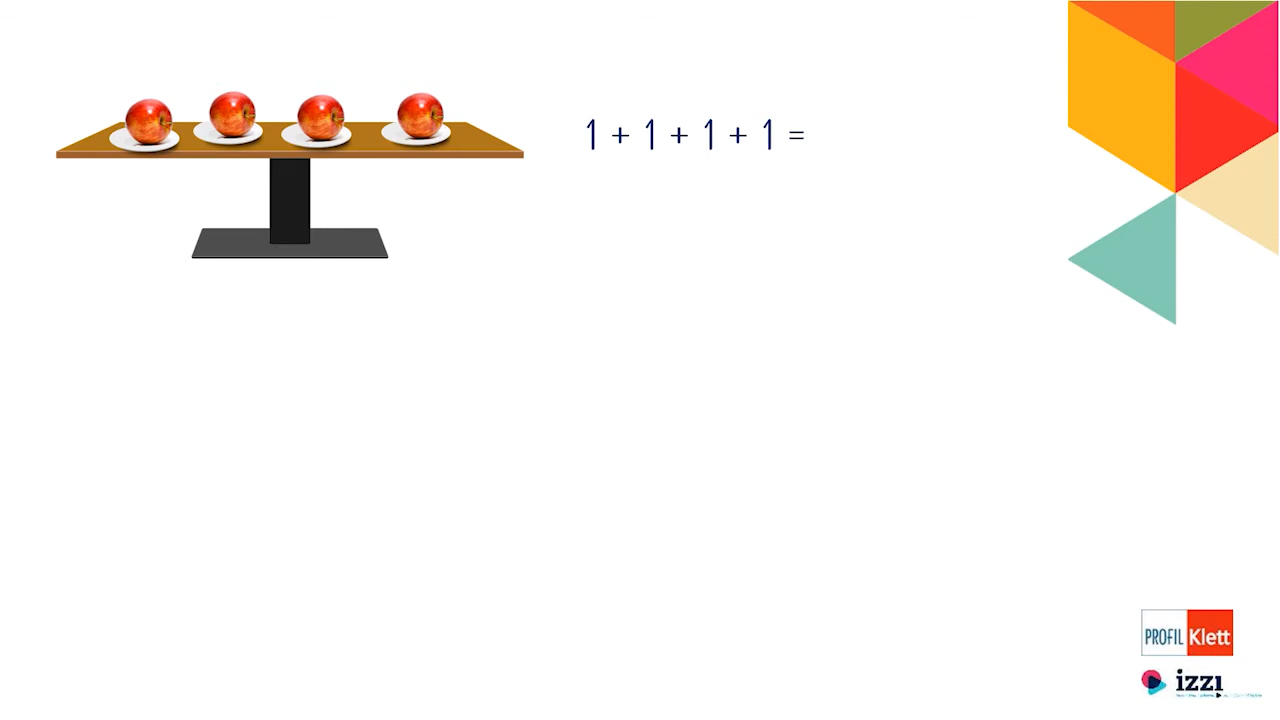 1 + 1 + 1 + 1 =
PROFIL Klett
izzi